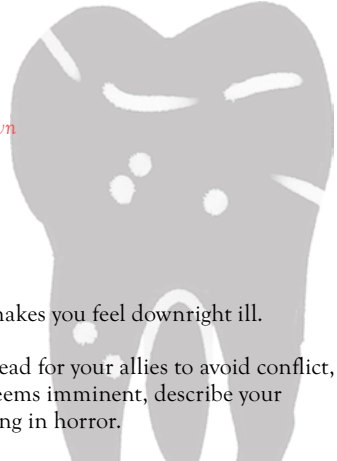 makes you feel downright ill.
ead for your allies to avoid conflict,
eems imminent, describe your
ng in horror.